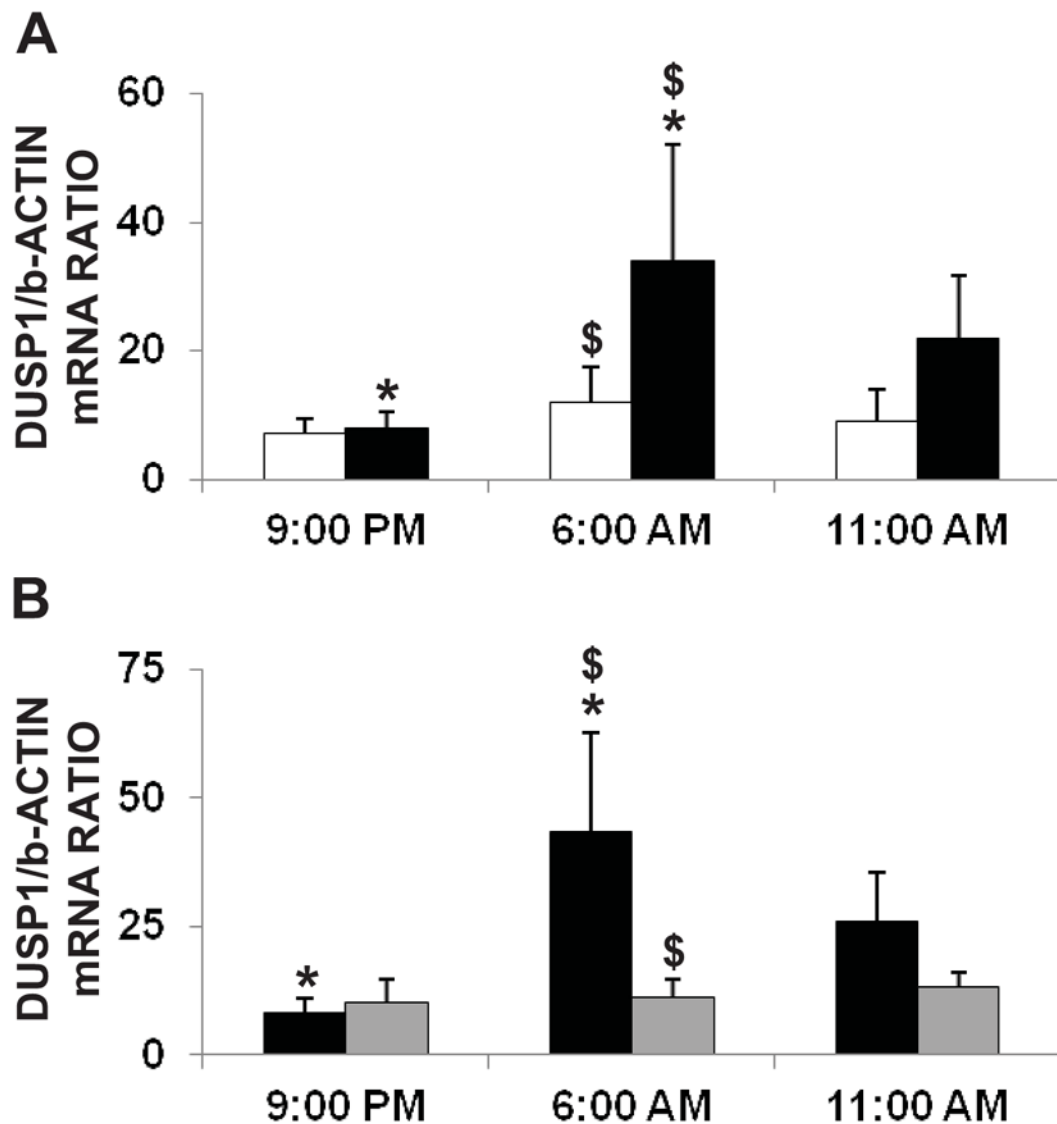 A
DUSP1/b-ACTIN
mRNA RATIO
60
40
20
0
*
$
$
*
9:00 PM
6:00 AM
11:00 AM
B
DUSP1/b-ACTIN
mRNA RATIO
75
50
25
0
*
$
*
$
9:00 PM
6:00 AM
11:00 AM